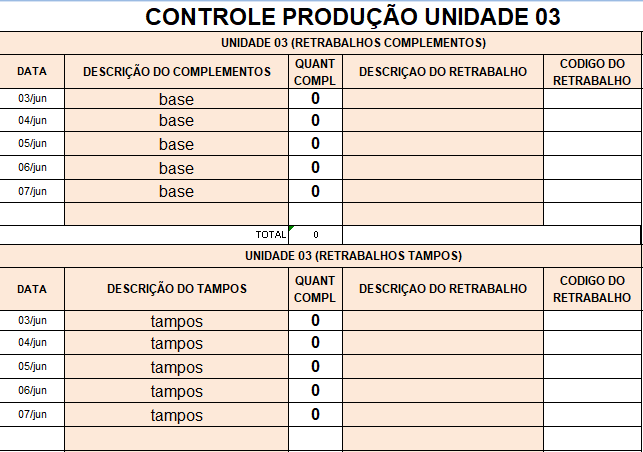 CONTROLE PRODUÇÃO UNIDADE 03
UNIDADE 03 (RETRABALHOS COMPLEMENTOS)
DATA DESCRIÇÃO DO COMPLEMENTOS QUANT COMPL DESCRIÇAO DO RETRABALHO CODIGO DO RETRABALHO
03/jun base 0
04/jun base 0
05/jun base 0
06/jun base 0
07/jun base 0
TOTAL 0
UNIDADE 03 (RETRABALHOS TAMPOS)
DATA DESCRIÇÃO DO TAMPOS QUANT COMPL DESCRIÇAO DO RETRABALHO CODIGO DO RETRABALHO
03/jun tampos 0
04/jun tampos 0
05/jun tampos 0
06/jun tampos 0
07/jun tampos 0